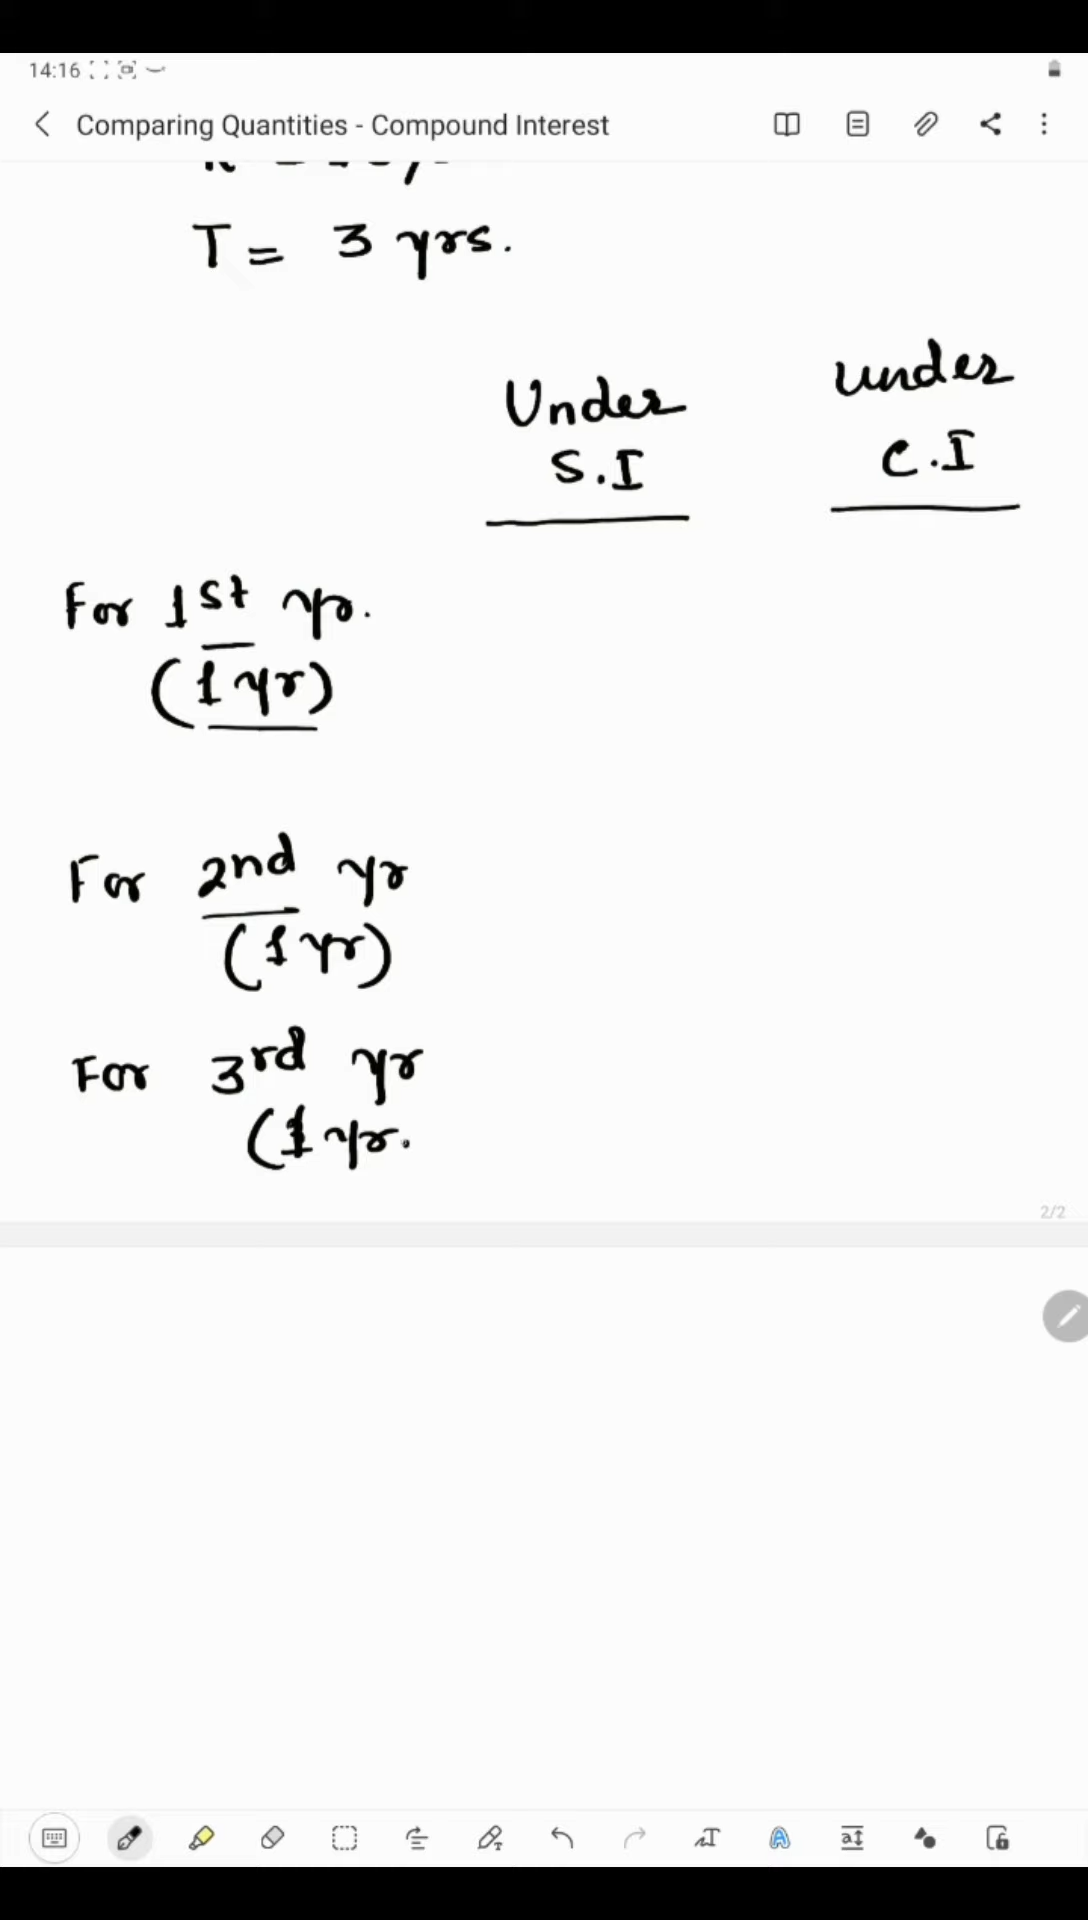 14:16
Comparing Quantities - Compound Interest
T = 3 yrs.
Under
S.I
under
C.I
For 1st yr.
(1 yr)
For 2nd yr
(1 yr)
For 3rd yr
(1 yr.
2/2